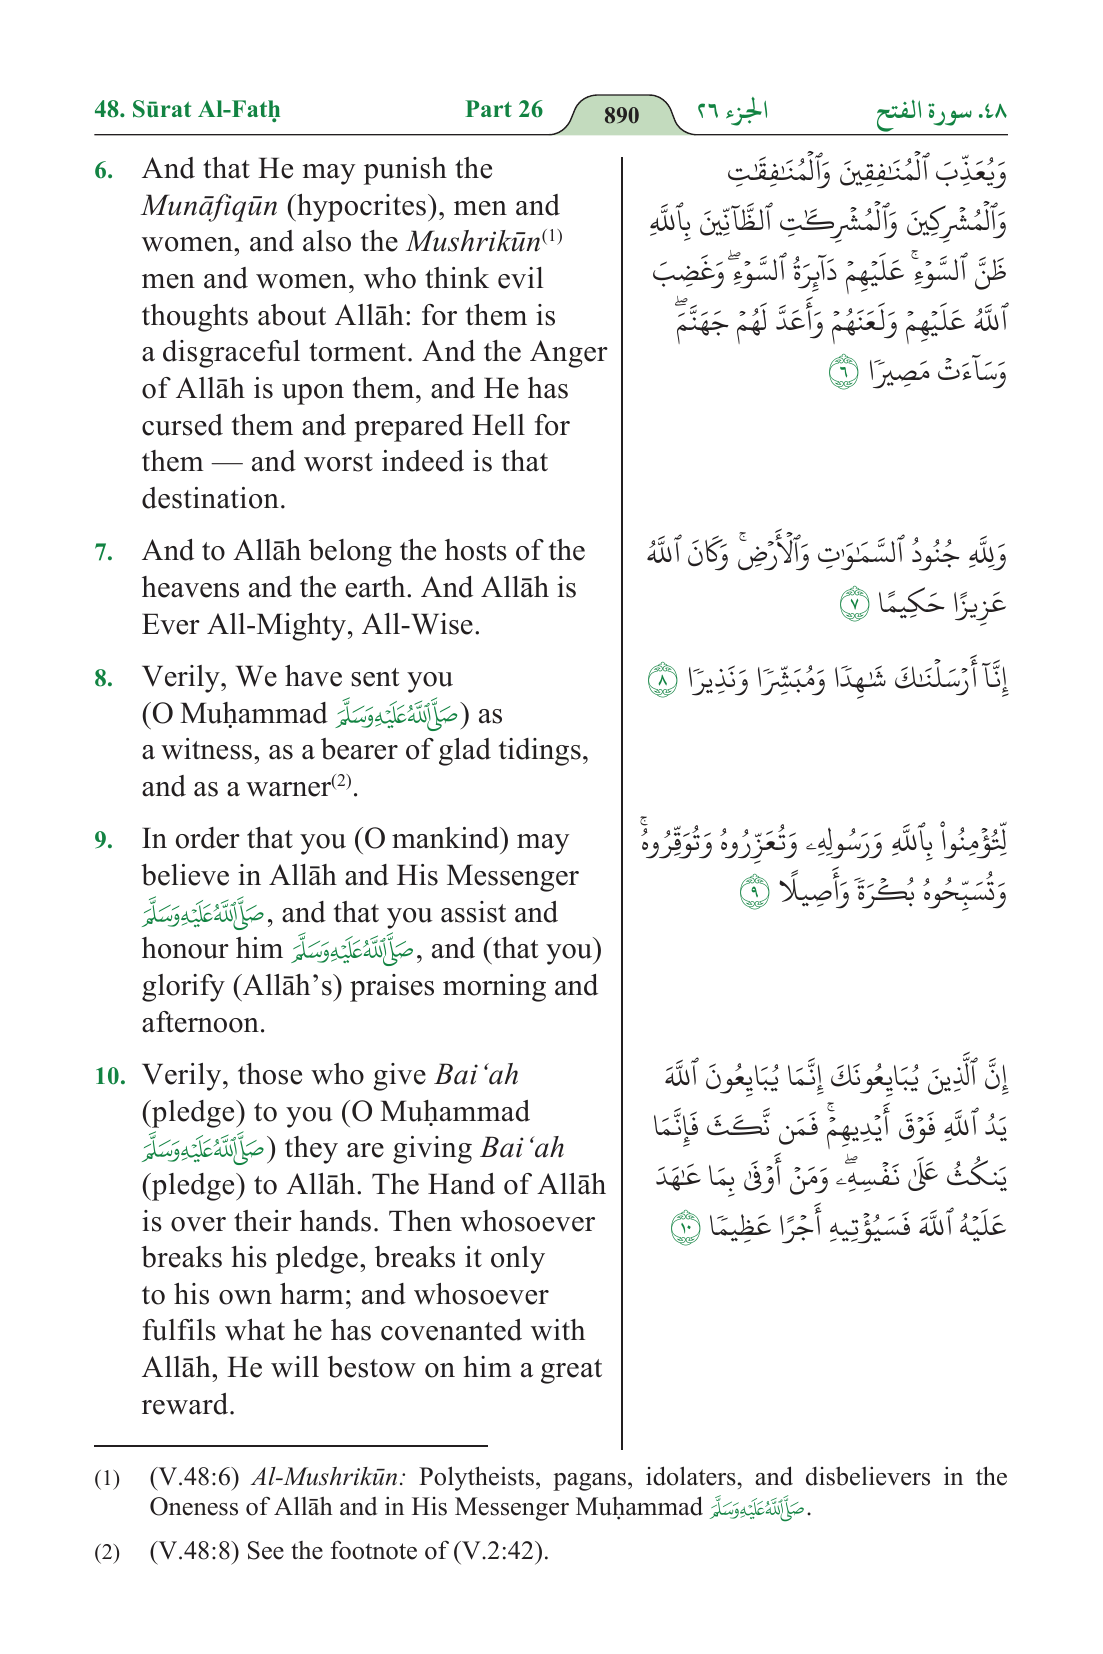 48. Sūrat Al-Fatḥ Part 26 890 الجزء ٢٦ ٤٨. سورة الفتح
6. And that He may punish the
Munāfiqūn (hypocrites), men and
women, and also the Mushrikūn(1)
men and women, who think evil
thoughts about Allāh: for them is
a disgraceful torment. And the Anger
of Allāh is upon them, and He has
cursed them and prepared Hell for
them — and worst indeed is that
destination.
وَيُعَذِّبَ ٱلْمُنَـٰفِقِينَ وَٱلْمُنَـٰفِقَـٰتِ
وَٱلْمُشْرِكِينَ وَٱلْمُشْرِكَـٰتِ ٱلظَّآنِّينَ بِٱللَّهِ
ظَنَّ ٱلسَّوْءِ ۚ عَلَيْهِمْ دَآئِرَةُ ٱلسَّوْءِ ۖ وَغَضِبَ
ٱللَّهُ عَلَيْهِمْ وَلَعَنَهُمْ وَأَعَدَّ لَهُمْ جَهَنَّمَ ۖ
وَسَآءَتْ مَصِيرًا ٦
7. And to Allāh belong the hosts of the
heavens and the earth. And Allāh is
Ever All-Mighty, All-Wise.
وَلِلَّهِ جُنُودُ ٱلسَّمَـٰوَٰتِ وَٱلْأَرْضِ ۚ وَكَانَ ٱللَّهُ
عَزِيزًا حَكِيمًا ٧
8. Verily, We have sent you
(O Muḥammad صَلَّى ٱللَّهُ عَلَيْهِ وَسَلَّمَ) as
a witness, as a bearer of glad tidings,
and as a warner(2).
إِنَّآ أَرْسَلْنَـٰكَ شَـٰهِدًا وَمُبَشِّرًا وَنَذِيرًا ٨
9. In order that you (O mankind) may
believe in Allāh and His Messenger
صَلَّى ٱللَّهُ عَلَيْهِ وَسَلَّمَ, and that you assist and
honour him صَلَّى ٱللَّهُ عَلَيْهِ وَسَلَّمَ, and (that you)
glorify (Allāh’s) praises morning and
afternoon.
لِّتُؤْمِنُوا۟ بِٱللَّهِ وَرَسُولِهِۦ وَتُعَزِّرُوهُ وَتُوَقِّرُوهُ ۚ
وَتُسَبِّحُوهُ بُكْرَةً وَأَصِيلًا ٩
10. Verily, those who give Bai‘ah
(pledge) to you (O Muḥammad
صَلَّى ٱللَّهُ عَلَيْهِ وَسَلَّمَ) they are giving Bai‘ah
(pledge) to Allāh. The Hand of Allāh
is over their hands. Then whosoever
breaks his pledge, breaks it only
to his own harm; and whosoever
fulfils what he has covenanted with
Allāh, He will bestow on him a great
reward.
إِنَّ ٱلَّذِينَ يُبَايِعُونَكَ إِنَّمَا يُبَايِعُونَ ٱللَّهَ
يَدُ ٱللَّهِ فَوْقَ أَيْدِيهِمْ ۚ فَمَن نَّكَثَ فَإِنَّمَا
يَنكُثُ عَلَىٰ نَفْسِهِۦ ۖ وَمَنْ أَوْفَىٰ بِمَا عَـٰهَدَ
عَلَيْهُ ٱللَّهَ فَسَيُؤْتِيهِ أَجْرًا عَظِيمًا ١٠
(1) (V.48:6) Al-Mushrikūn: Polytheists, pagans, idolaters, and disbelievers in the
Oneness of Allāh and in His Messenger Muḥammad صَلَّى ٱللَّهُ عَلَيْهِ وَسَلَّمَ.
(2) (V.48:8) See the footnote of (V.2:42).